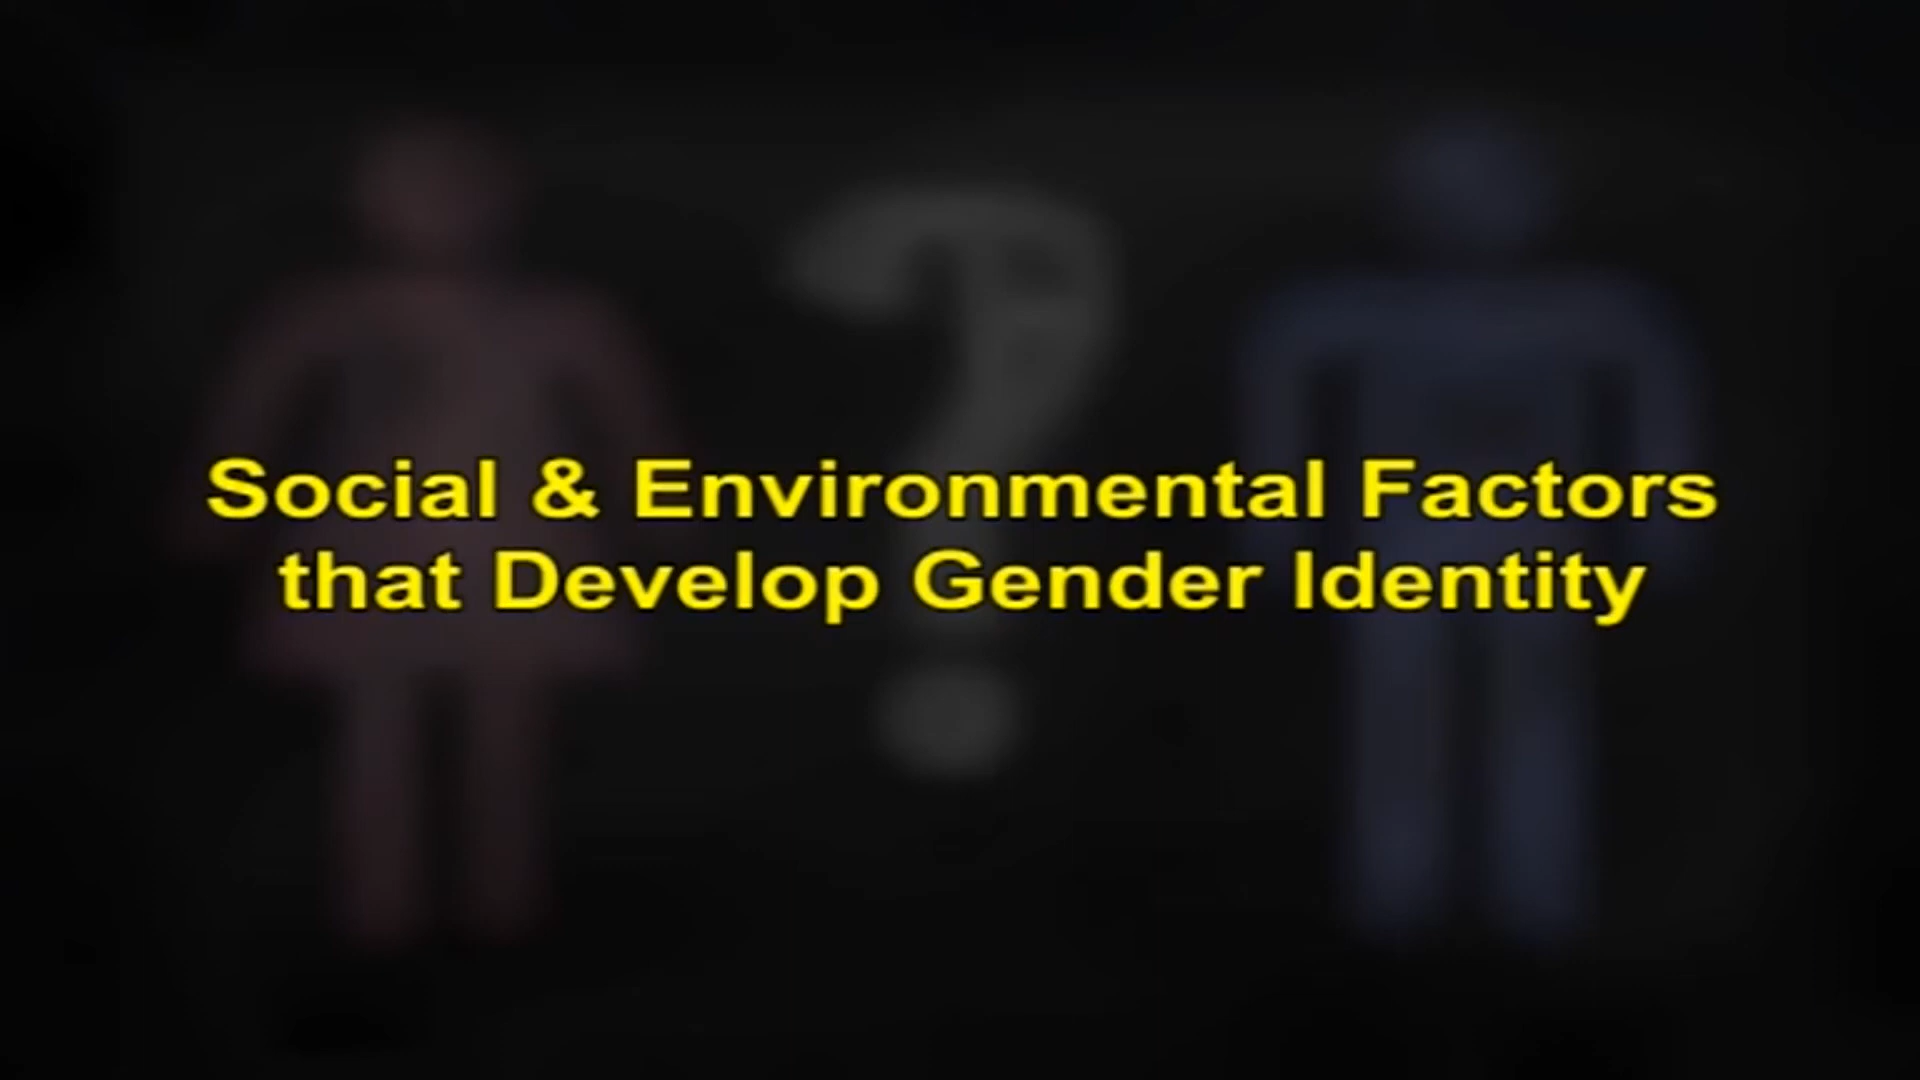 Social & Environmental Factors
that Develop Gender Identity